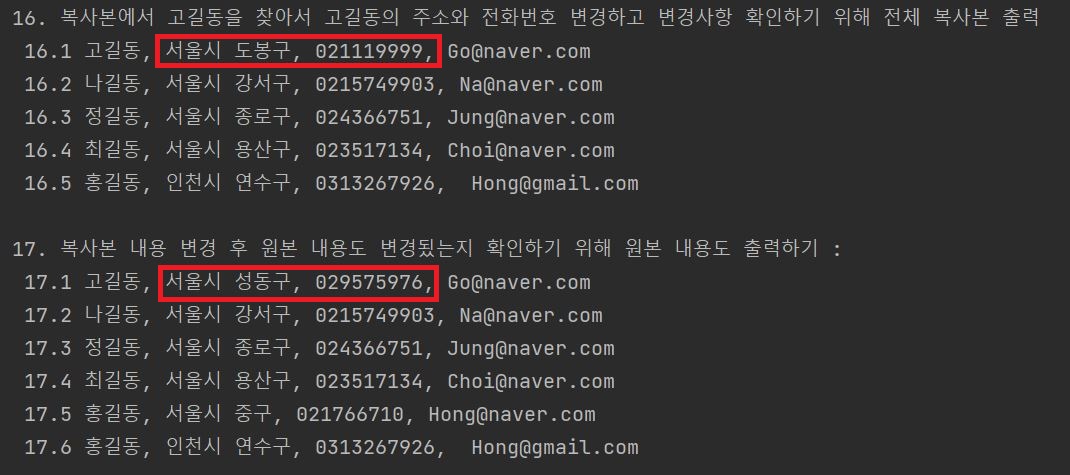 16. 복사본에서 고길동을 찾아서 고길동의 주소와 전화번호 변경하고 변경사항 확인하기 위해 전체 복사본 출력
16.1 고길동, 서울시 도봉구, 021119999, Go@naver.com
16.2 나길동, 서울시 강서구, 0215749903, Na@naver.com
16.3 정길동, 서울시 종로구, 024366751, Jung@naver.com
16.4 최길동, 서울시 용산구, 023517134, Choi@naver.com
16.5 홍길동, 인천시 연수구, 0313267926,  Hong@gmail.com
17. 복사본 내용 변경 후 원본 내용도 변경됬는지 확인하기 위해 원본 내용도 출력하기 :
17.1 고길동, 서울시 성동구, 029575976, Go@naver.com
17.2 나길동, 서울시 강서구, 0215749903, Na@naver.com
17.3 정길동, 서울시 종로구, 024366751, Jung@naver.com
17.4 최길동, 서울시 용산구, 023517134, Choi@naver.com
17.5 홍길동, 서울시 중구, 021766710, Hong@naver.com
17.6 홍길동, 인천시 연수구, 0313267926,  Hong@gmail.com